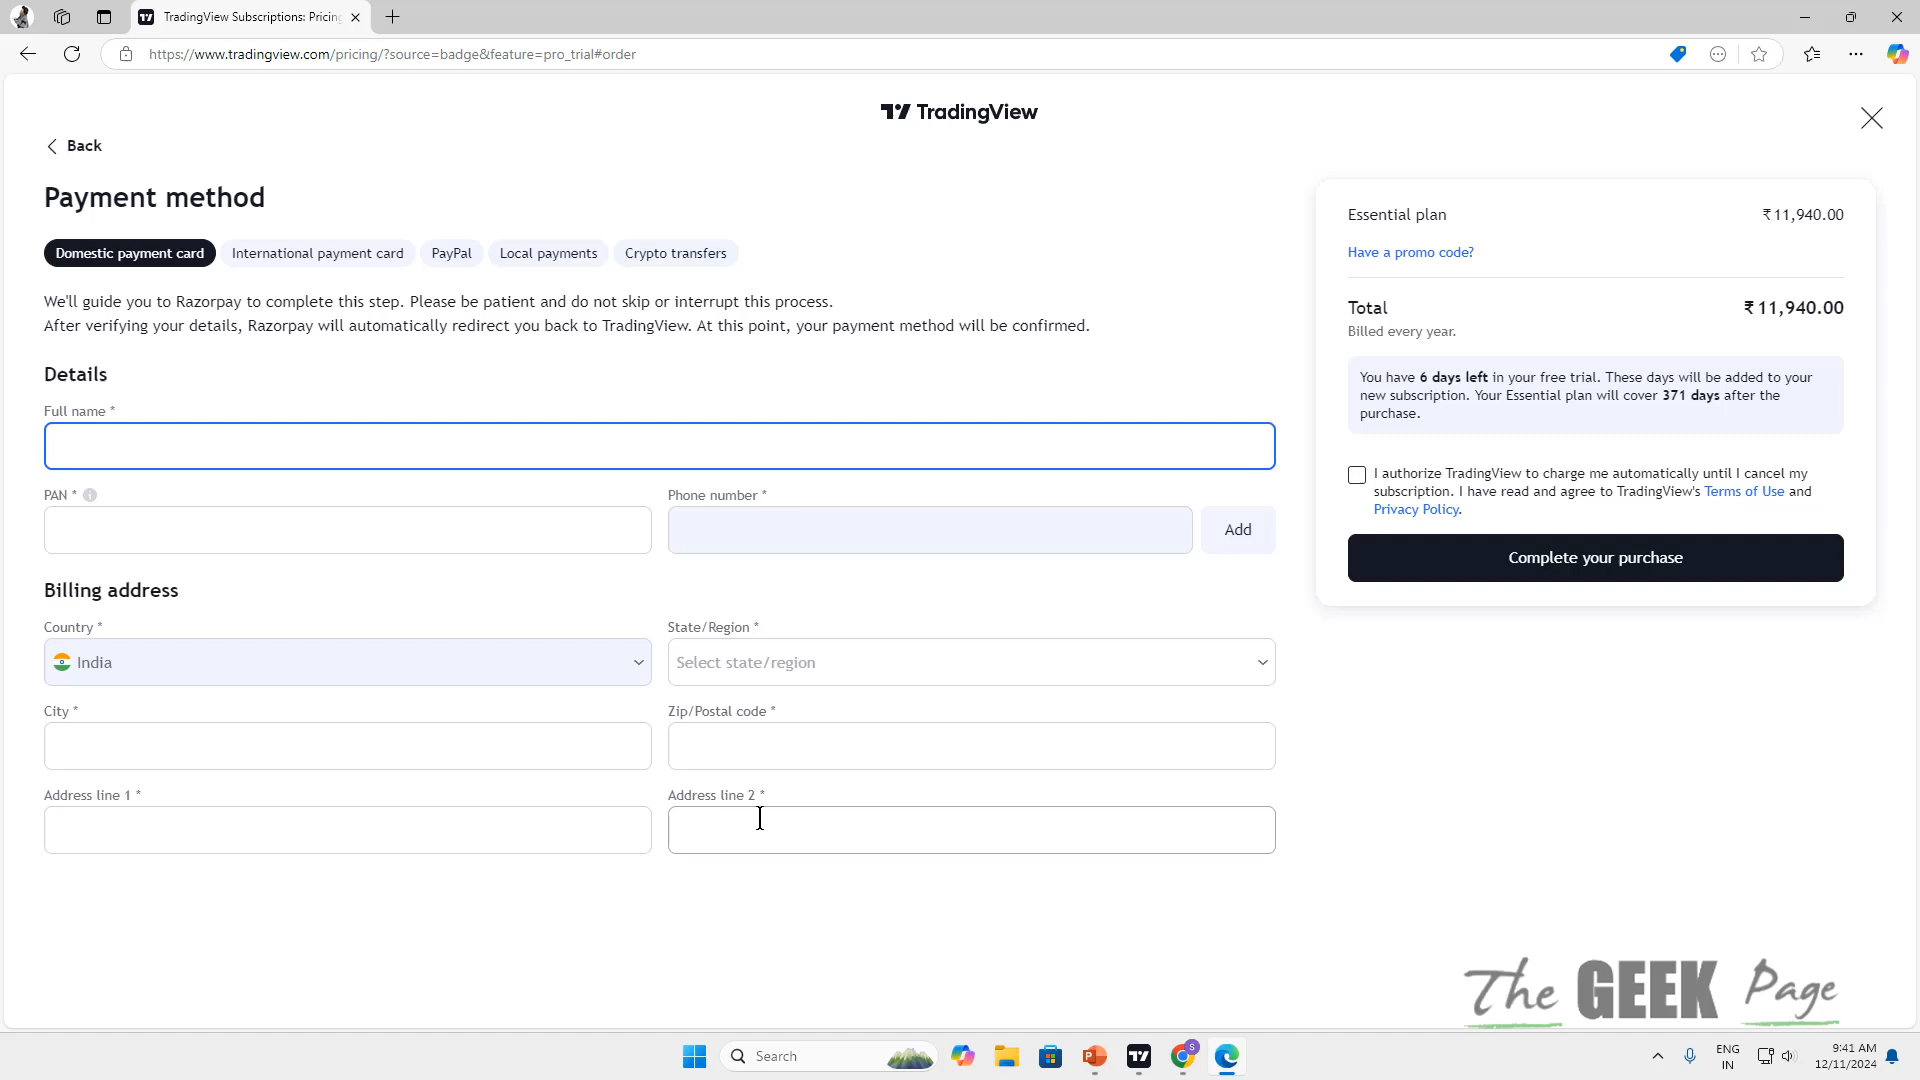 TradingView Subscriptions: Pricing
https://www.tradingview.com/pricing/?source=badge&feature=pro_trial#order
TradingView
Back
Payment method
Domestic payment card
International payment card
PayPal
Local payments
Crypto transfers
We'll guide you to Razorpay to complete this step. Please be patient and do not skip or interrupt this process.
After verifying your details, Razorpay will automatically redirect you back to TradingView. At this point, your payment method will be confirmed.
Details
Full name *
PAN *
Phone number *
Add
Billing address
Country *
State/Region *
India
Select state/region
City *
Zip/Postal code *
Address line 1 *
Address line 2 *
Essential plan ₹11,940.00
Have a promo code?
Total ₹11,940.00
Billed every year.
You have 6 days left in your free trial. These days will be added to your
new subscription. Your Essential plan will cover 371 days after the
purchase.
I authorize TradingView to charge me automatically until I cancel my
subscription. I have read and agree to TradingView's Terms of Use and
Privacy Policy.
Complete your purchase
The GEEK Page
Search
S
ENG
IN
9:41 AM
12/11/2024